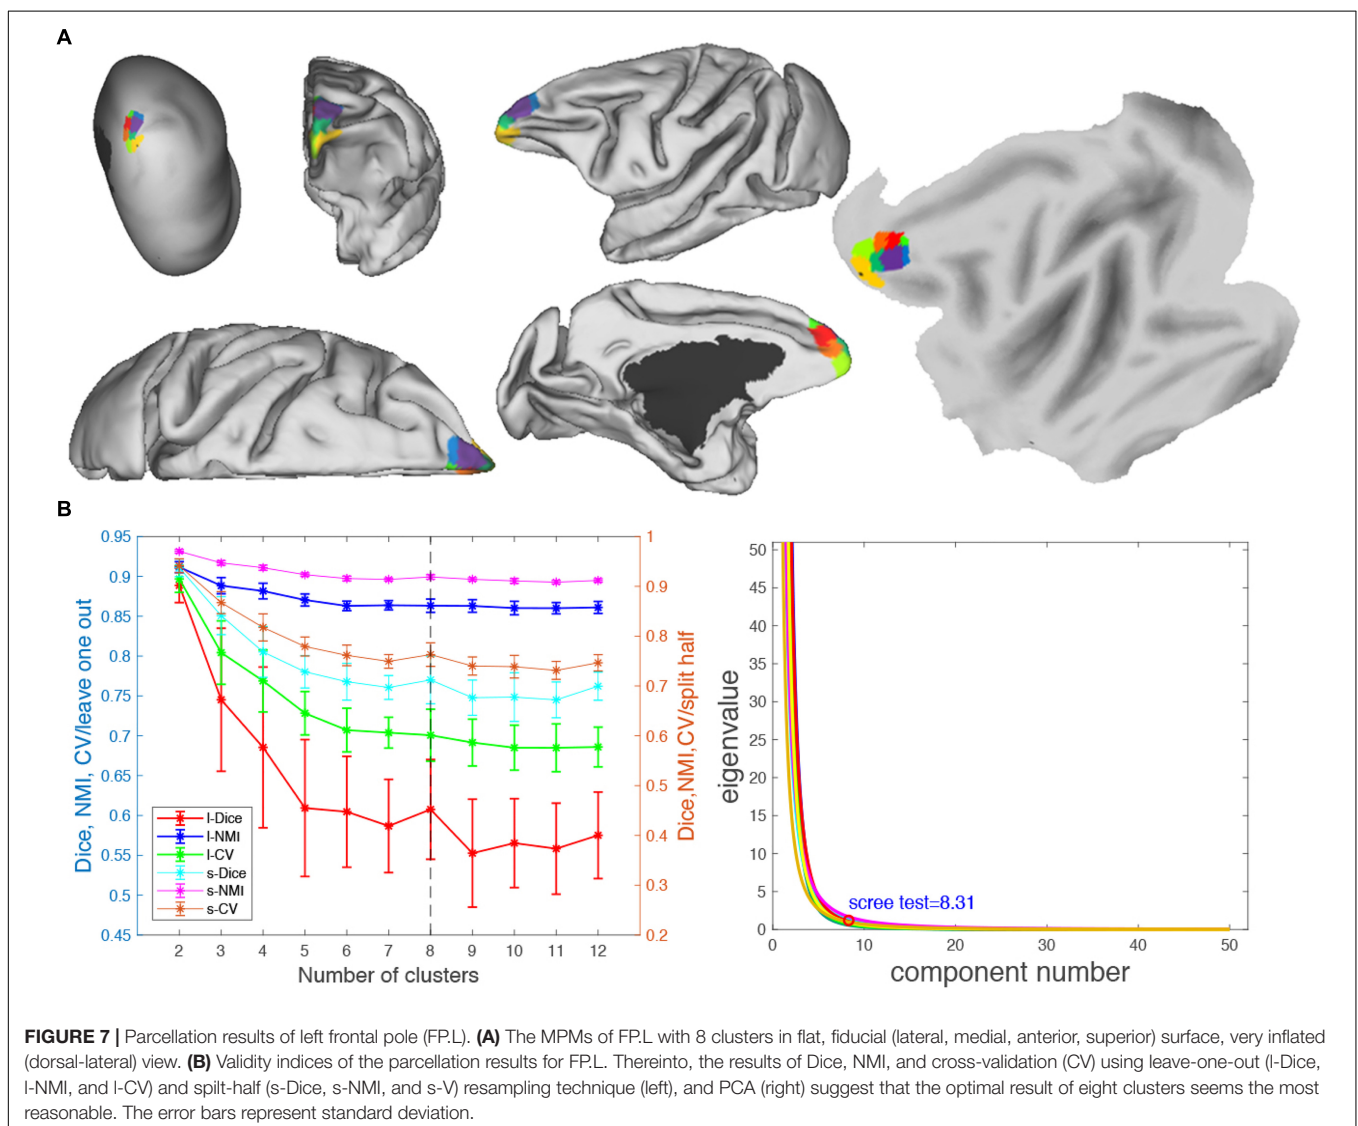 A
B
0.95
0.9
0.85
0.8
0.75
0.7
0.65
0.6
0.55
0.5
0.45
Dice, NMI, CV/leave one out
l-Dice
l-NMI
l-CV
s-Dice
s-NMI
s-CV
2 3 4 5 6 7 8 9 10 11 12
Number of clusters
1
0.9
0.8
0.7
0.6
0.5
0.4
0.3
0.2
Dice,NMI,CV/split half
50
45
40
35
30
25
20
15
10
5
0
eigenvalue
scree test=8.31
0 10 20 30 40 50
component number
FIGURE 7 | Parcellation results of left frontal pole (FP.L). (A) The MPMs of FP.L with 8 clusters in flat, fiducial (lateral, medial, anterior, superior) surface, very inflated
(dorsal-lateral) view. (B) Validity indices of the parcellation results for FP.L. Thereinto, the results of Dice, NMI, and cross-validation (CV) using leave-one-out (l-Dice,
l-NMI, and l-CV) and spilt-half (s-Dice, s-NMI, and s-V) resampling technique (left), and PCA (right) suggest that the optimal result of eight clusters seems the most
reasonable. The error bars represent standard deviation.